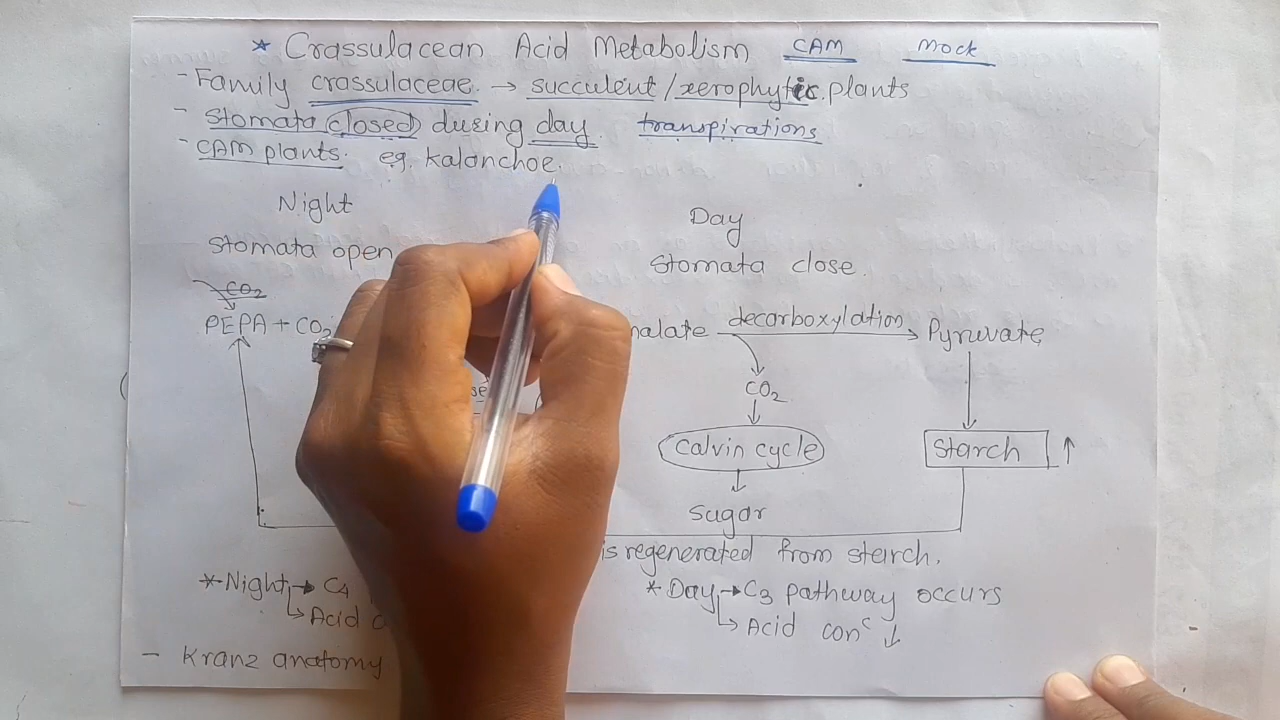 * Crassulacean Acid Metabolism CAM Mock
- Family crassulaceae → succulent / xerophytic plants
- Stomata closed during day transpirations
- CAM plants. eg. Kalanchoe.
Night
Day
Stomata open
Stomata close.
CO₂
PEPA + CO₂
decarboxylation → Pyruvate
CO₂
Calvin cycle
Starch ↑
Sugar
is regenerated from starch.
* Night → C₄
* Day → C₃ pathway occurs
↳ Acid
↳ Acid conᶜ ↓
- Kranz anatomy